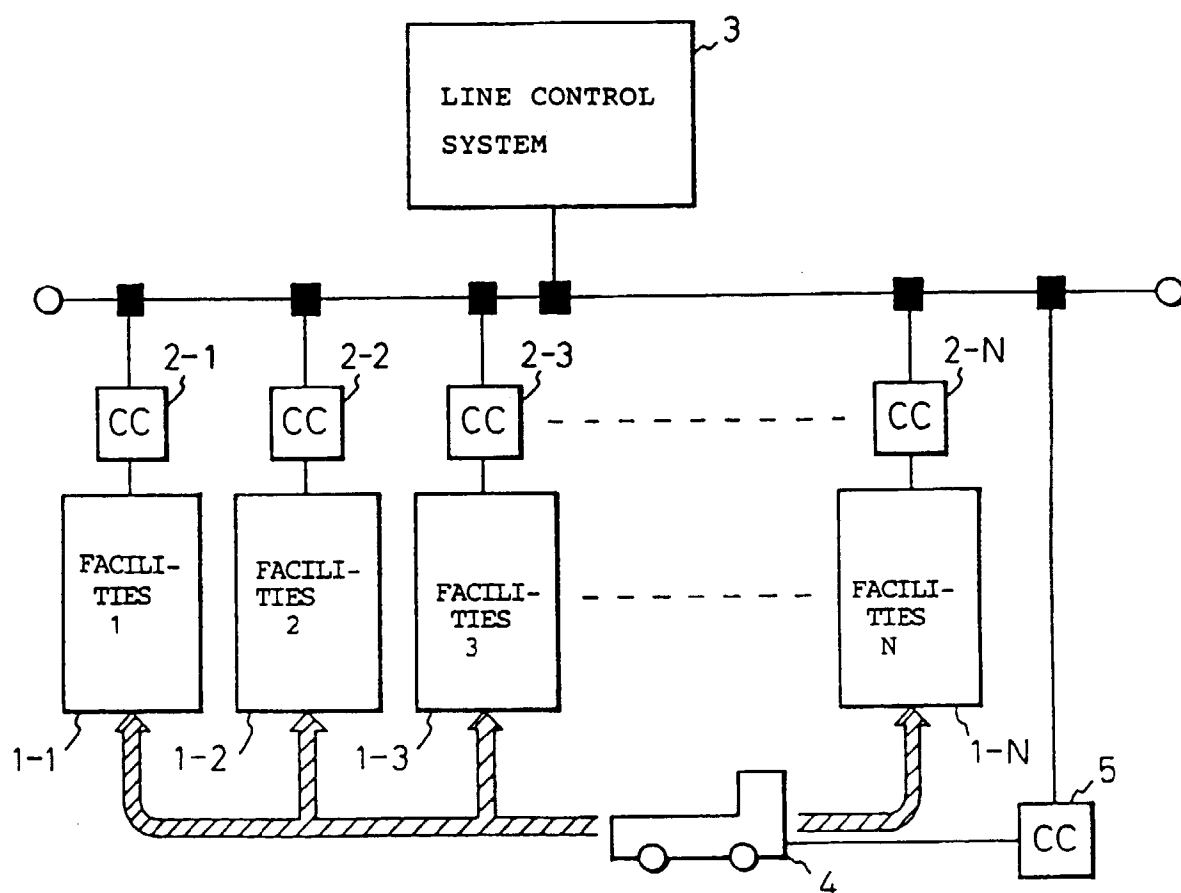 3
LINE CONTROL
SYSTEM
2-1
2-2
2-3
2-N
CC
CC
CC
CC
FACILI-
TIES
1
FACILI-
TIES
2
FACILI-
TIES
3
FACILI-
TIES
N
1-1
1-2
1-3
1-N
5
CC
4